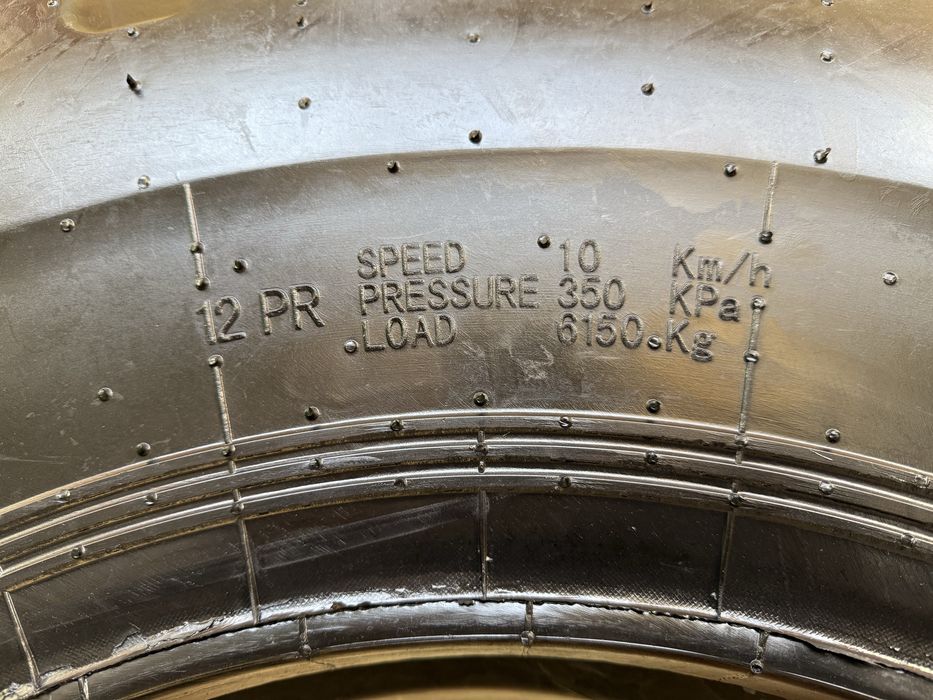 12 PR
SPEED 10 Km/h
PRESSURE 350 KPa
LOAD 6150 Kg